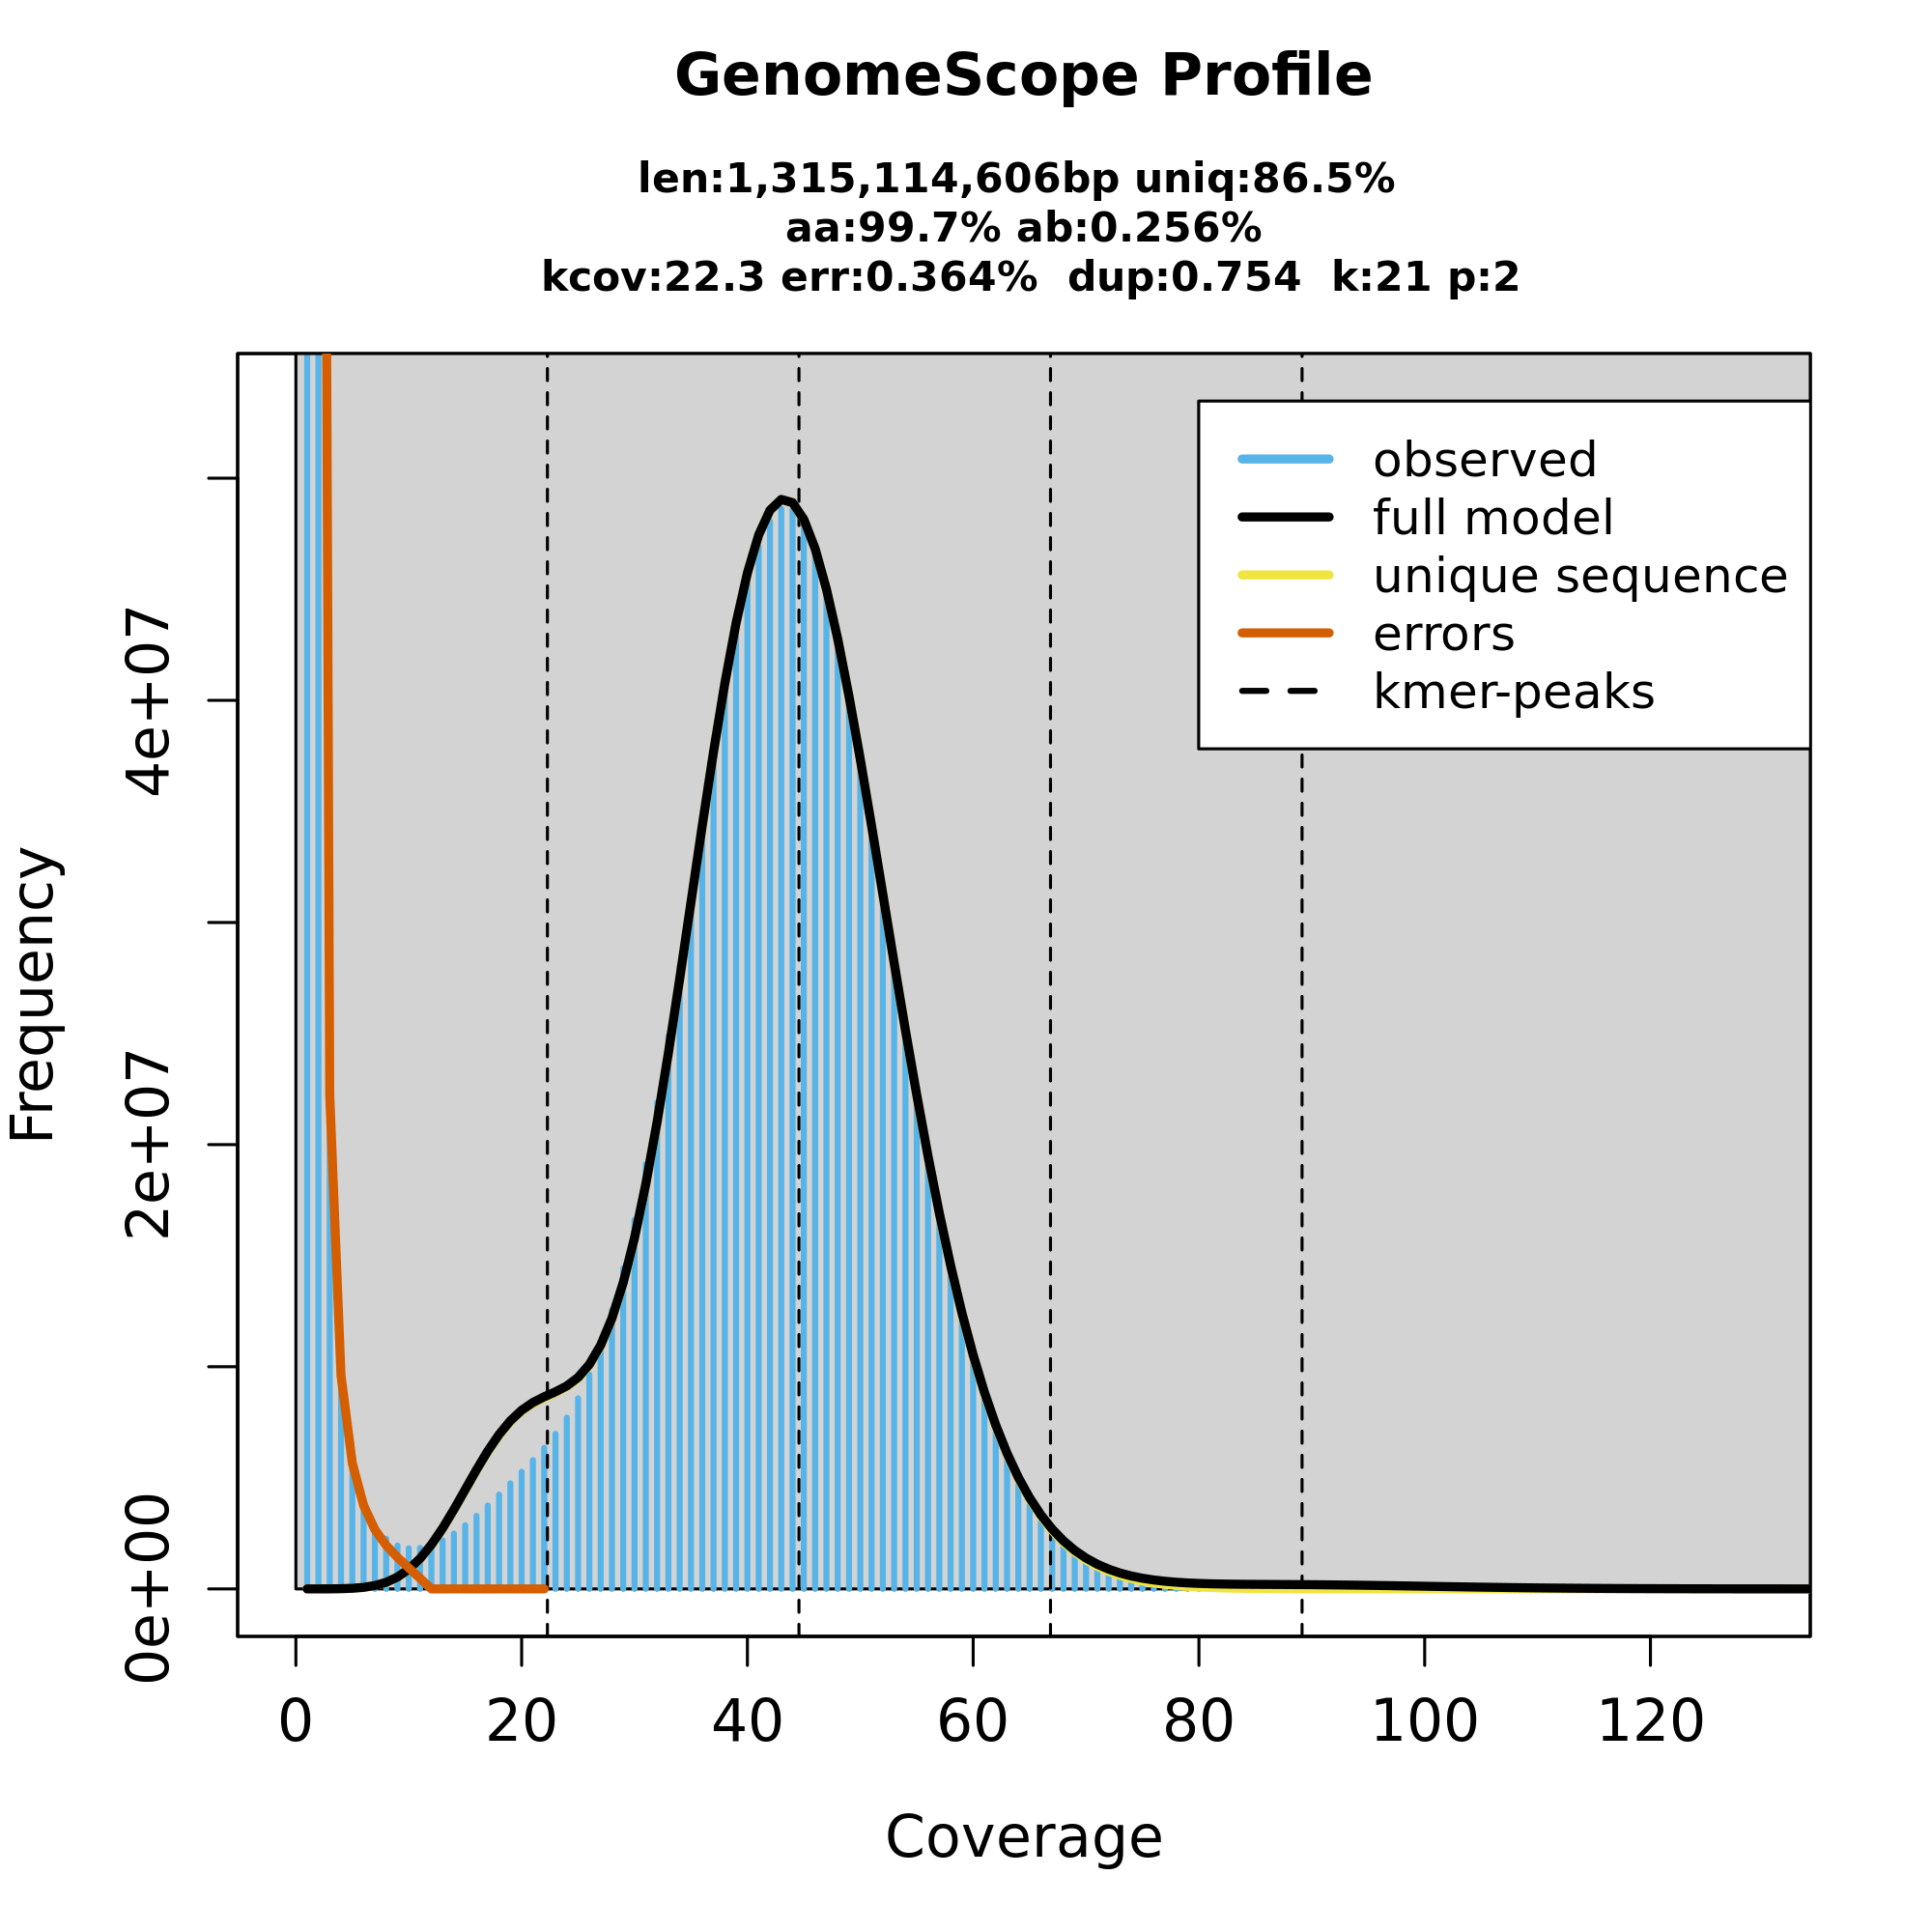 GenomeScope Profile
len:1,315,114,606bp uniq:86.5%
aa:99.7% ab:0.256%
kcov:22.3 err:0.364% dup:0.754 k:21 p:2
observed
full model
unique sequence
errors
kmer-peaks
Frequency
4e+07
2e+07
0e+00
0 20 40 60 80 100 120
Coverage